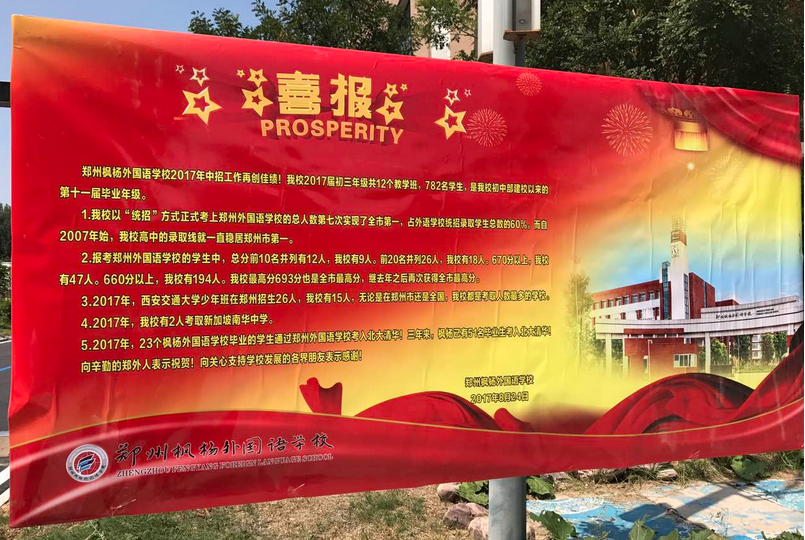 喜报
PROSPERITY
郑州枫杨外国语学校2017年中招工作再创佳绩！我校2017届初三年级共12个教学班，782名学生，是我校初中部建校以来的
第十一届毕业年级。
1.我校以“统招”方式正式考上郑州外国语学校的总人数第七次实现了全市第一，占外语学校统招录取学生总数的60%，而自
2007年始，我校高中的录取线就一直稳居郑州市第一。
2.报考郑州外国语学校的学生中，总分前10名并列有12人，我校有9人。前20名并列26人，我校有18人。670分以上，我校
有47人。660分以上，我校有194人。我校最高分693分也是全市最高分，继去年之后再次获得全市最高分。
3.2017年，西安交通大学少年班在郑州招生26人，我校有15人，无论是在郑州市还是全国，我都是考取人数最多的学校。
4.2017年，我校有2人考取新加坡南华中学。
5.2017年，23个枫杨外国语学校毕业的学生通过郑州外国语学校考入北大清华！三年来，枫杨已有51名毕业生考入北大清华！
向辛勤的郑外人表示祝贺！向关心支持学校发展的各界朋友表示感谢！
郑州枫杨外国语学校
2017年8月24日
郑州枫杨外国语学校
ZHENGZHOU FENGYANG FOREIGN LANGUAGE SCHOOL